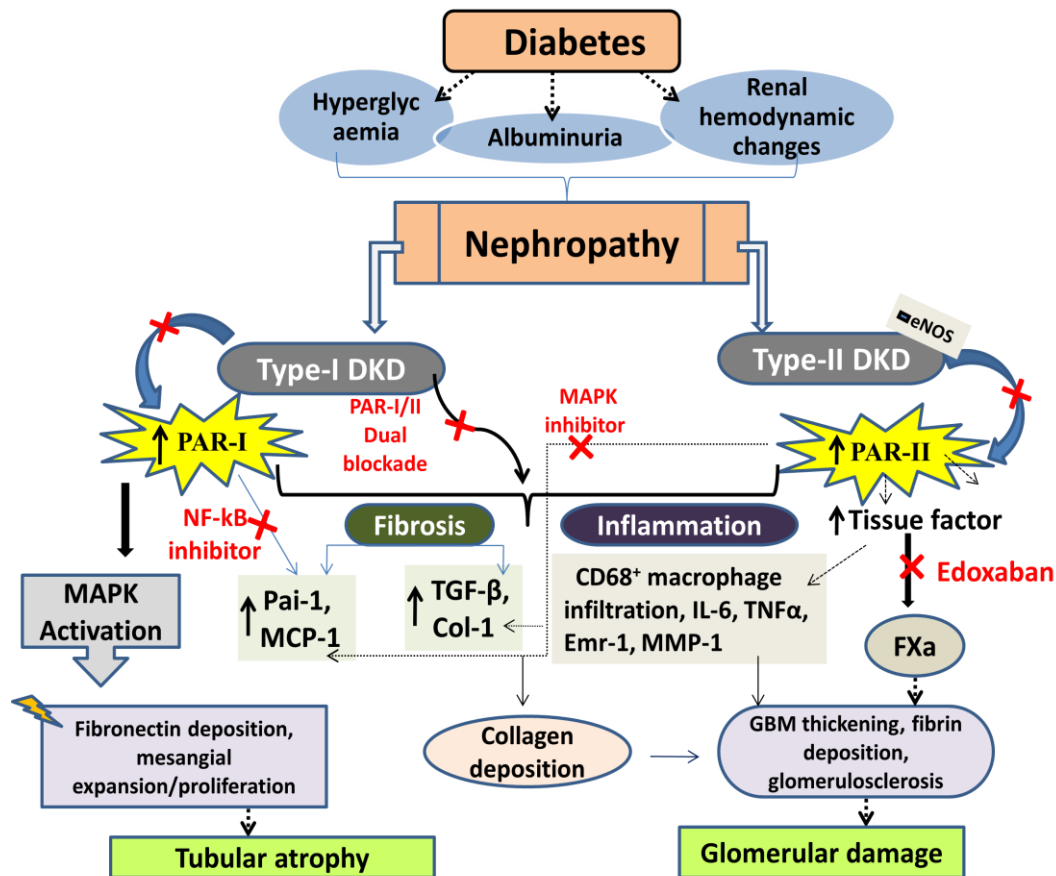 Diabetes
Hyperglyc
aemia
Albuminuria
Renal
hemodynamic
changes
Nephropathy
eNOS
Type-I DKD
Type-II DKD
PAR-I/II
Dual
blockade
MAPK
inhibitor
PAR-I
PAR-II
NF-kB
inhibitor
Fibrosis
Inflammation
Tissue factor
Edoxaban
MAPK
Activation
Pai-1,
MCP-1
TGF-β,
Col-1
CD68⁺ macrophage
infiltration, IL-6, TNFα,
Emr-1, MMP-1
FXa
Fibronectin deposition,
mesangial
expansion/proliferation
Collagen
deposition
GBM thickening, fibrin
deposition,
glomerulosclerosis
Tubular atrophy
Glomerular damage